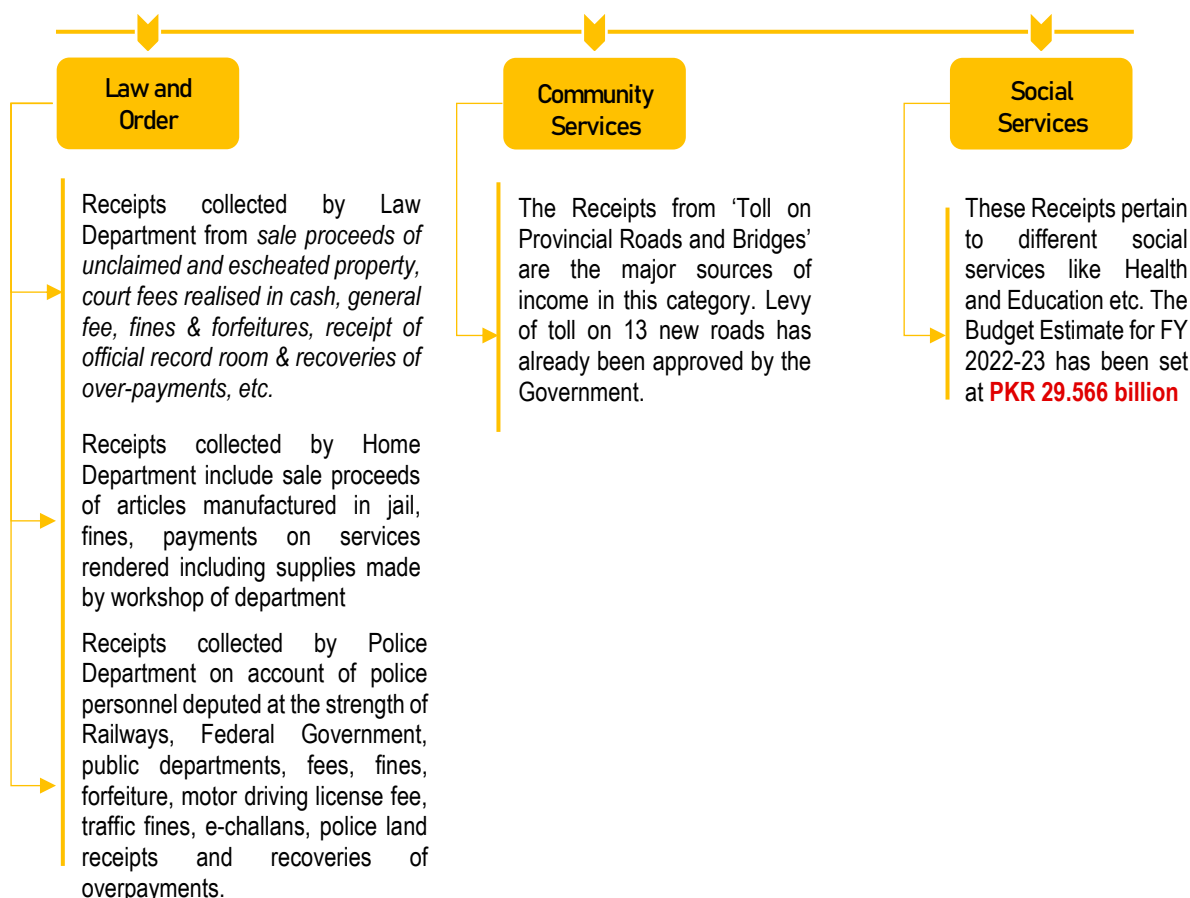 Law and
Order
Receipts collected by Law
Department from sale proceeds of
unclaimed and escheated property,
court fees realised in cash, general
fee, fines & forfeitures, receipt of
official record room & recoveries of
over-payments, etc.
Receipts collected by Home
Department include sale proceeds
of articles manufactured in jail,
fines, payments on services
rendered including supplies made
by workshop of department
Receipts collected by Police
Department on account of police
personnel deputed at the strength of
Railways, Federal Government,
public departments, fees, fines,
forfeiture, motor driving license fee,
traffic fines, e-challans, police land
receipts and recoveries of
overpayments.
Community
Services
The Receipts from ‘Toll on
Provincial Roads and Bridges’
are the major sources of
income in this category. Levy
of toll on 13 new roads has
already been approved by the
Government.
Social
Services
These Receipts pertain
to different social
services like Health
and Education etc. The
Budget Estimate for FY
2022-23 has been set
at PKR 29.566 billion